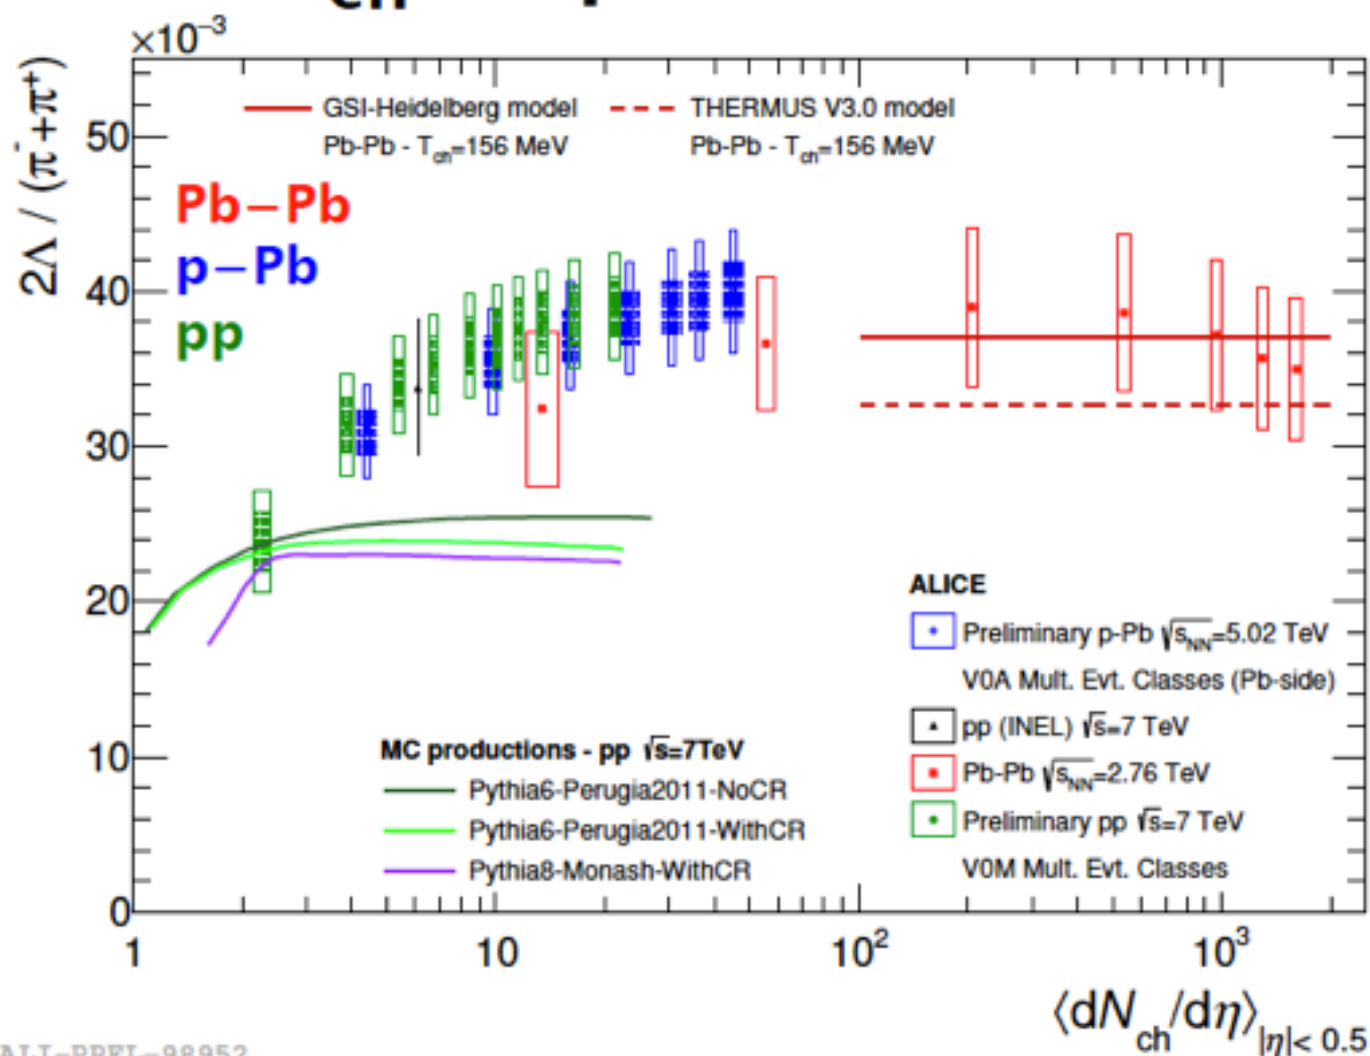 ×10⁻³
2Λ / (π⁻+π⁺)
50
40
30
20
10
0
GSI-Heidelberg model
Pb-Pb - T_ch=156 MeV
THERMUS V3.0 model
Pb-Pb - T_ch=156 MeV
Pb–Pb
p–Pb
pp
ALICE
Preliminary p-Pb √s_NN=5.02 TeV
V0A Mult. Evt. Classes (Pb-side)
pp (INEL) √s=7 TeV
Pb-Pb √s_NN=2.76 TeV
Preliminary pp √s=7 TeV
V0M Mult. Evt. Classes
MC productions - pp √s=7TeV
Pythia6-Perugia2011-NoCR
Pythia6-Perugia2011-WithCR
Pythia8-Monash-WithCR
1 10 10² 10³
⟨dN_ch/dη⟩_|η|< 0.5